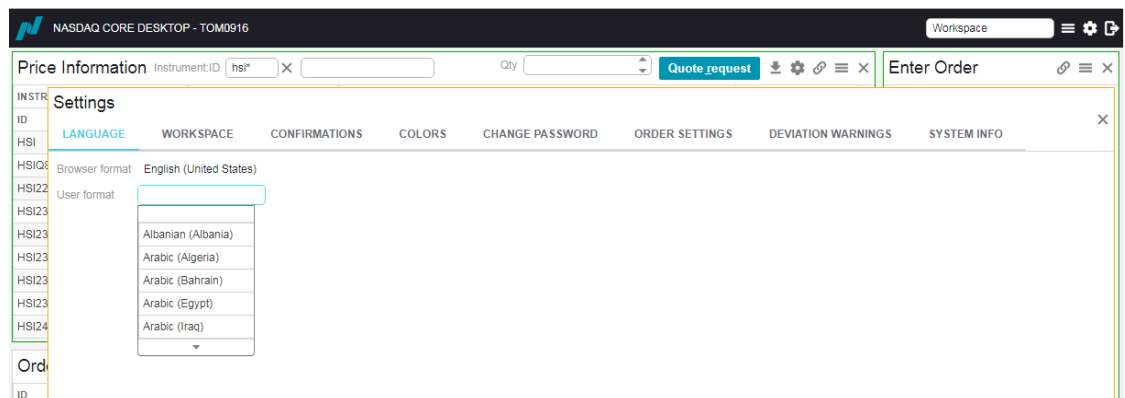 NASDAQ CORE DESKTOP - TOM0916 Workspace
Price Information Instrument:ID hsi* Qty Quote request Enter Order
INSTR
ID
HSI
HSIQ8
HSI22
HSI23
HSI23
HSI23
HSI23
HSI23
HSI24
Settings
LANGUAGE WORKSPACE CONFIRMATIONS COLORS CHANGE PASSWORD ORDER SETTINGS DEVIATION WARNINGS SYSTEM INFO
Browser format English (United States)
User format
Albanian (Albania)
Arabic (Algeria)
Arabic (Bahrain)
Arabic (Egypt)
Arabic (Iraq)
Ord
ID